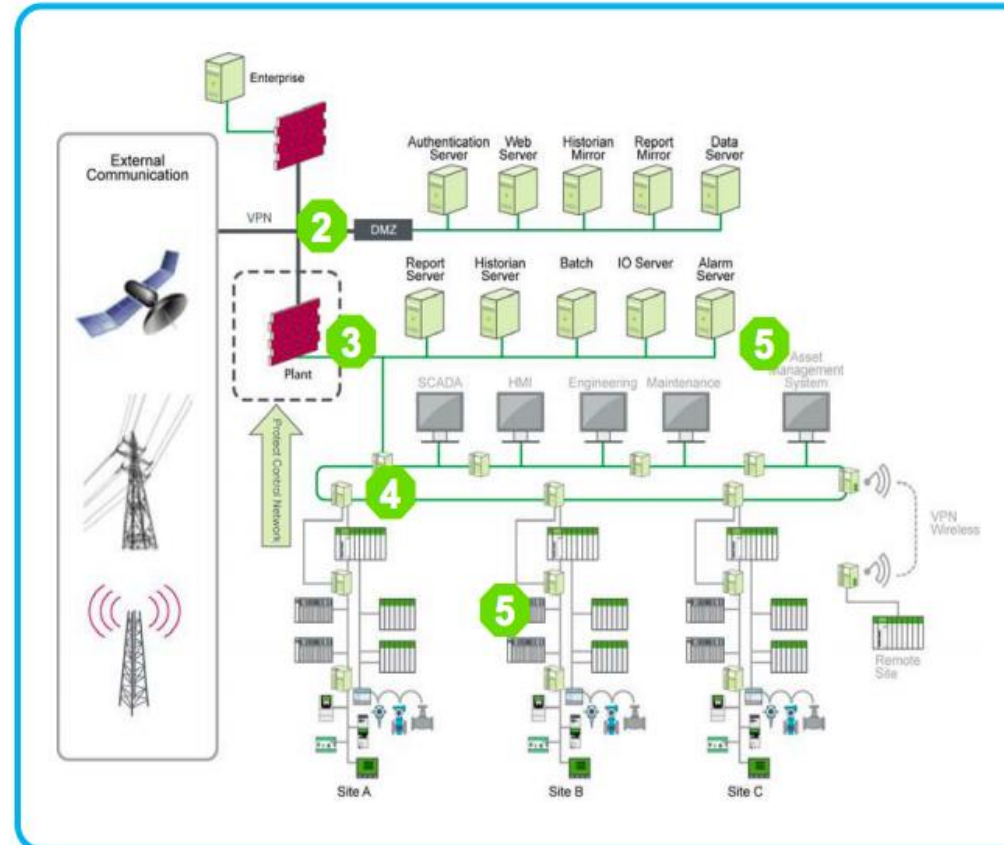 Enterprise
External
Communication
VPN
2
DMZ
Authentication
Server
Web
Server
Historian
Mirror
Report
Mirror
Data
Server
Report
Server
Historian
Server
Batch
IO Server
Alarm
Server
3
5
Plant
Asset
Management
System
SCADA
HMI
Engineering
Maintenance
Protect Control Network
4
VPN
Wireless
5
Remote
Site
Site A
Site B
Site C